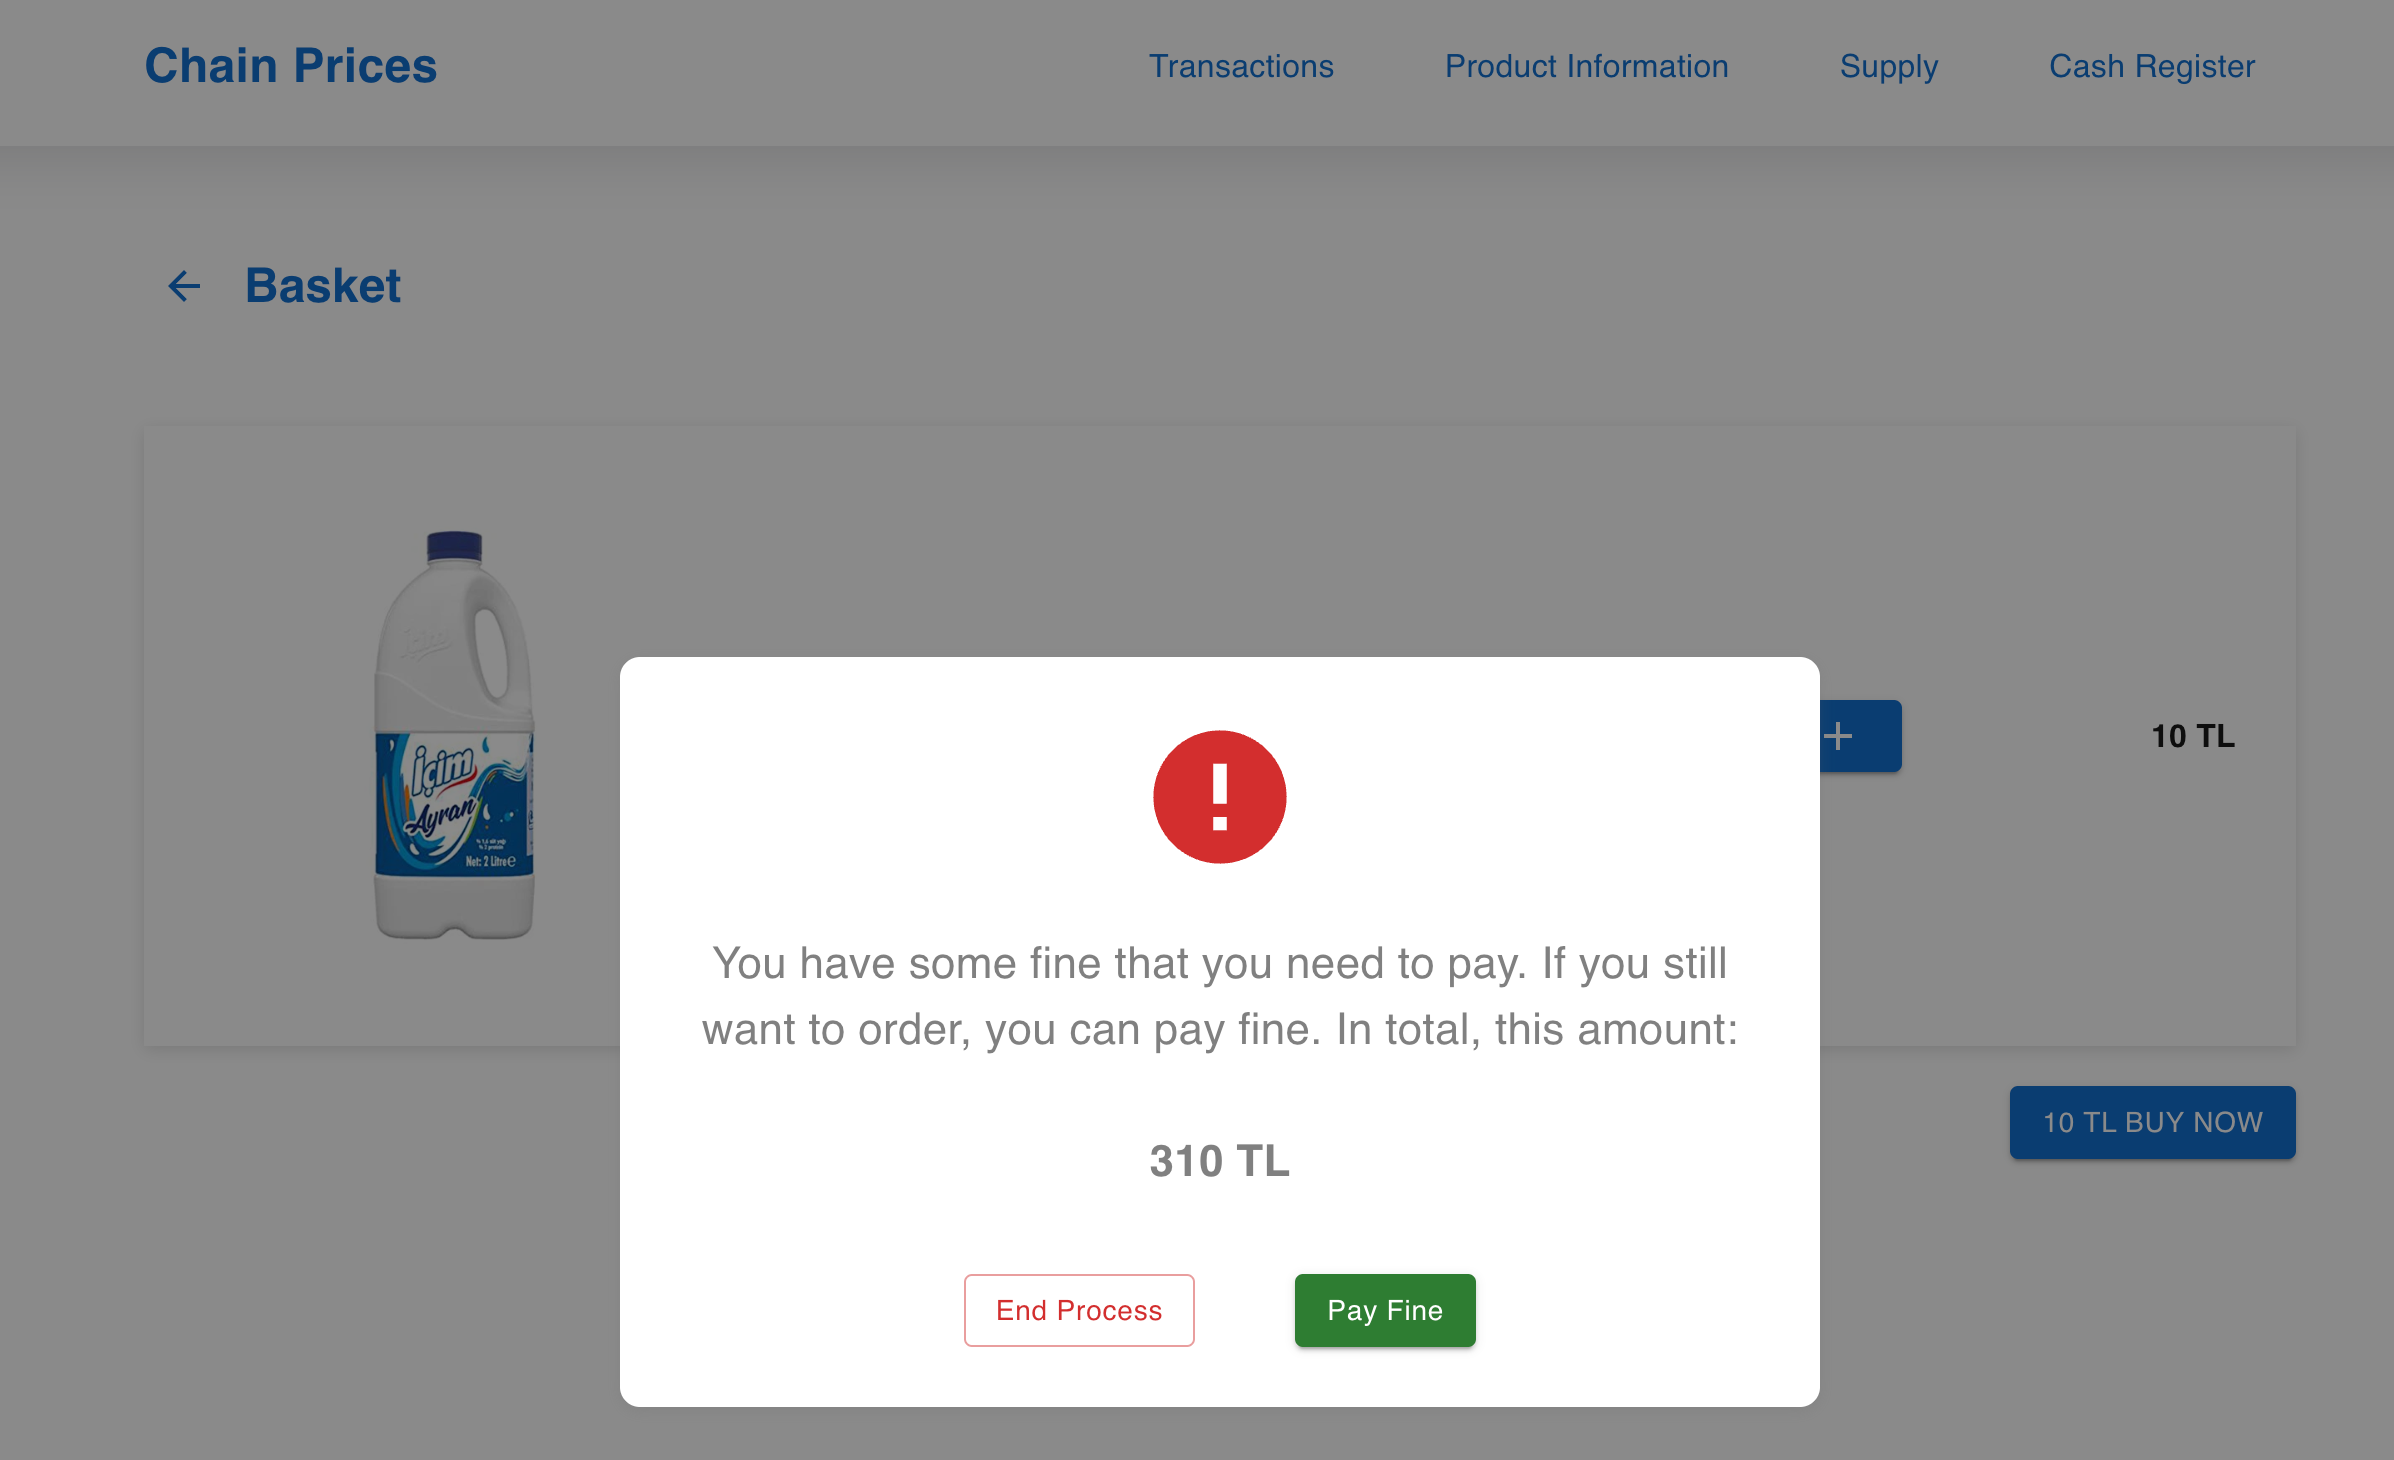 Chain Prices
Transactions
Product Information
Supply
Cash Register
Basket
içim
içim
Ayran
Net: 2 Litre e
10 TL
You have some fine that you need to pay. If you still
want to order, you can pay fine. In total, this amount:
310 TL
End Process
Pay Fine
10 TL BUY NOW